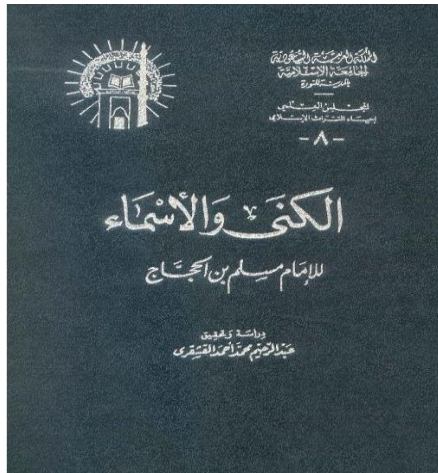 المملكة العربية السعودية
الجامعة الإسلامية
بالمدينة المنورة
المجلس العلمي
إحياء التراث الإسلامي
- ٨ -
الكنى والأسماء
للإمام مسلم بن الحجاج
دراسة وتحقيق
عبد الرحيم محمد أحمد القشقري